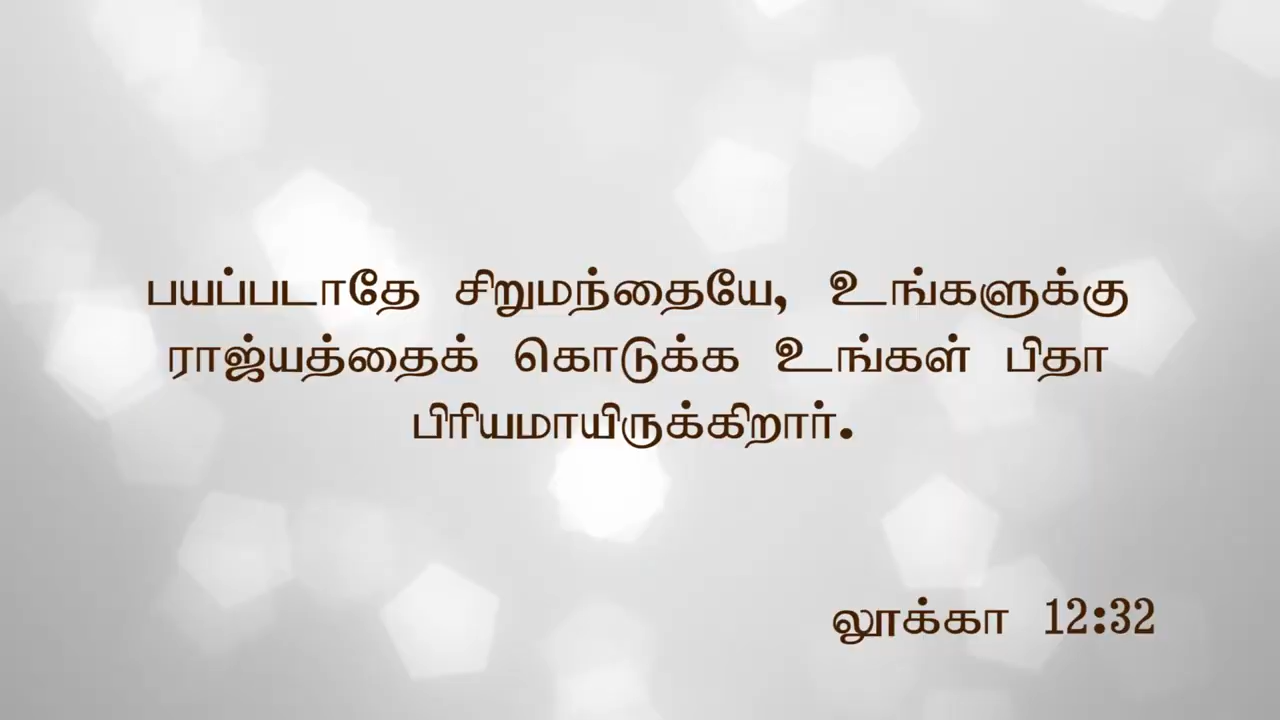 பயப்படாதே சிறுமந்தையே, உங்களுக்கு
ராஜ்யத்தைக் கொடுக்க உங்கள் பிதா
பிரியமாயிருக்கிறார்.
லூக்கா 12:32